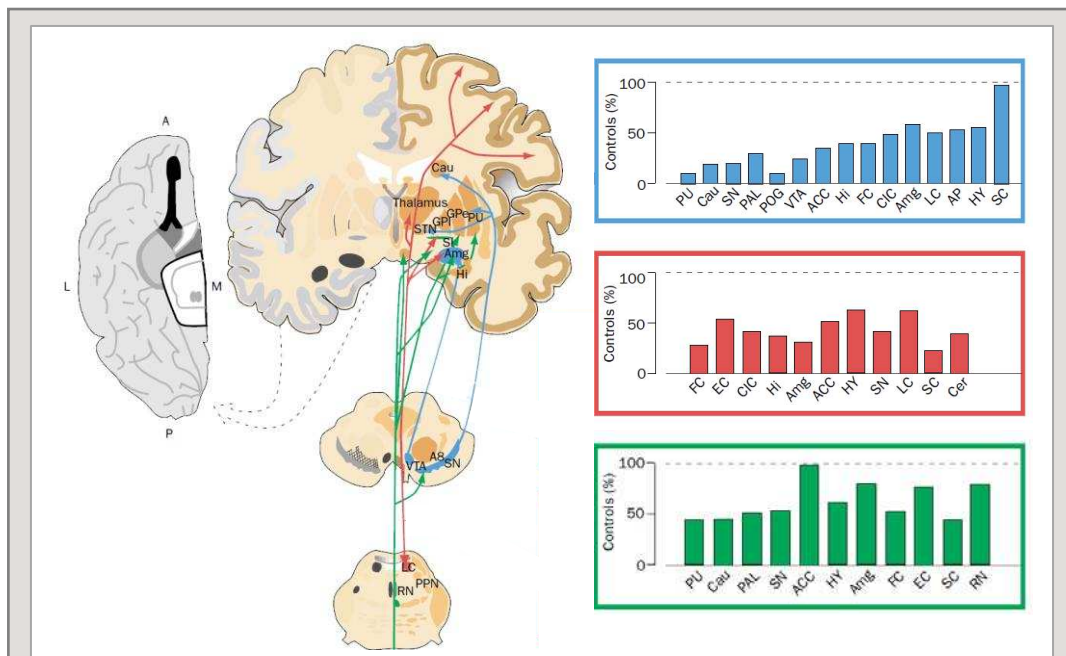 A
L
M
P
Cau
Thalamus
GPe
PU
GPi
STN
SI
Amg
Hi
A8
VTA
SN
LC
PPN
RN
Controls (%)
100
50
0
PU Cau SN PAL POG VTA ACC Hi FC CIC Amg LC AP HY SC
Controls (%)
100
50
0
FC EC CIC Hi Amg ACC HY SN LC SC Cer
Controls (%)
100
50
0
PU Cau PAL SN ACC HY Amg FC EC SC RN